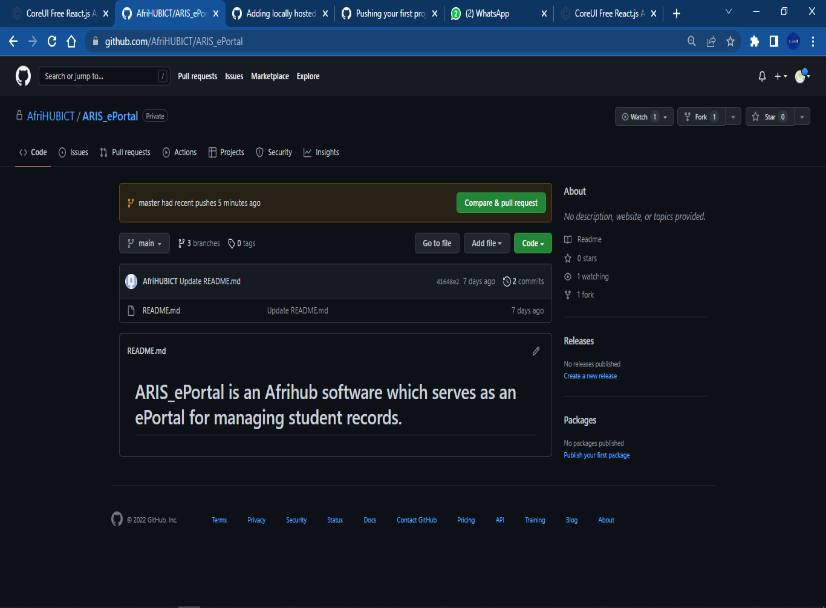 CoreUI Free React.js A
AfriHUBICT/ARIS_ePor
Adding locally hosted
Pushing your first pro
(2) WhatsApp
CoreUI Free React.js A
github.com/AfriHUBICT/ARIS_ePortal
Search or jump to... /
Pull requests Issues Marketplace Explore
AfriHUBICT / ARIS_ePortal Private
Watch 1 Fork 1 Star 0
Code Issues Pull requests Actions Projects Security Insights
master had recent pushes 5 minutes ago Compare & pull request
main 3 branches 0 tags Go to file Add file Code
AfriHUBICT Update README.md 41648e2 7 days ago 2 commits
README.md Update README.md 7 days ago
README.md
ARIS_ePortal is an Afrihub software which serves as an
ePortal for managing student records.
About
No description, website, or topics provided.
Readme
0 stars
1 watching
1 fork
Releases
No releases published
Create a new release
Packages
No packages published
Publish your first package
© 2022 GitHub, Inc. Terms Privacy Security Status Docs Contact GitHub Pricing API Training Blog About